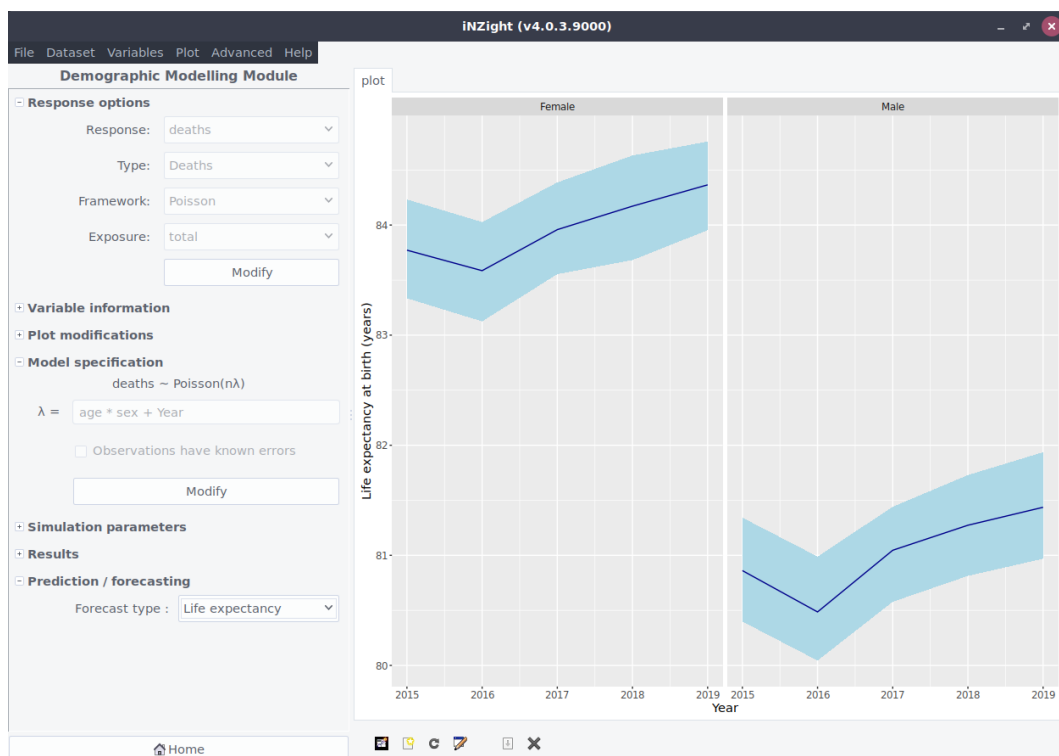 iNZight (v4.0.3.9000)
File Dataset Variables Plot Advanced Help
Demographic Modelling Module
Response options
Response: deaths
Type: Deaths
Framework: Poisson
Exposure: total
Modify
Variable information
Plot modifications
Model specification
deaths ~ Poisson(nλ)
λ = age * sex + Year
Observations have known errors
Modify
Simulation parameters
Results
Prediction / forecasting
Forecast type : Life expectancy
Home
plot
Female Male
Life expectancy at birth (years)
84
83
82
81
80
2015 2016 2017 2018 2019 2015 2016 2017 2018 2019
Year